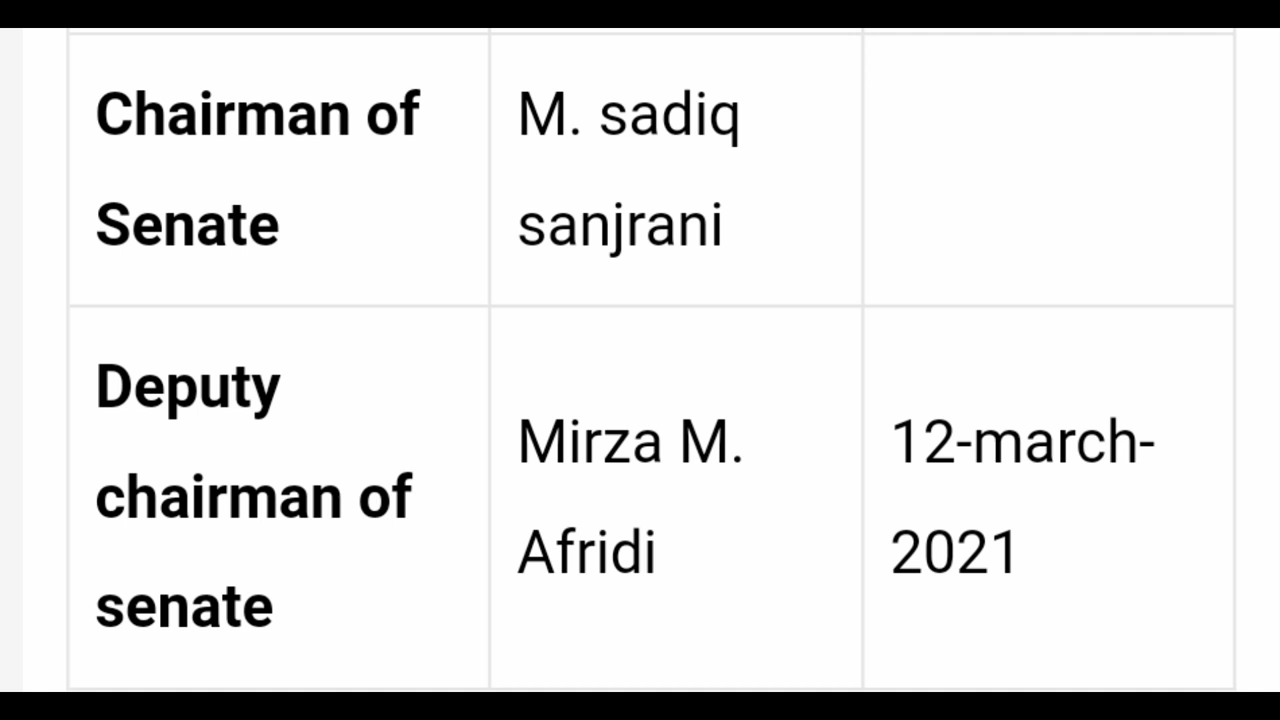 Chairman of
Senate
M. sadiq
sanjrani
Deputy
chairman of
senate
Mirza M.
Afridi
12-march-
2021